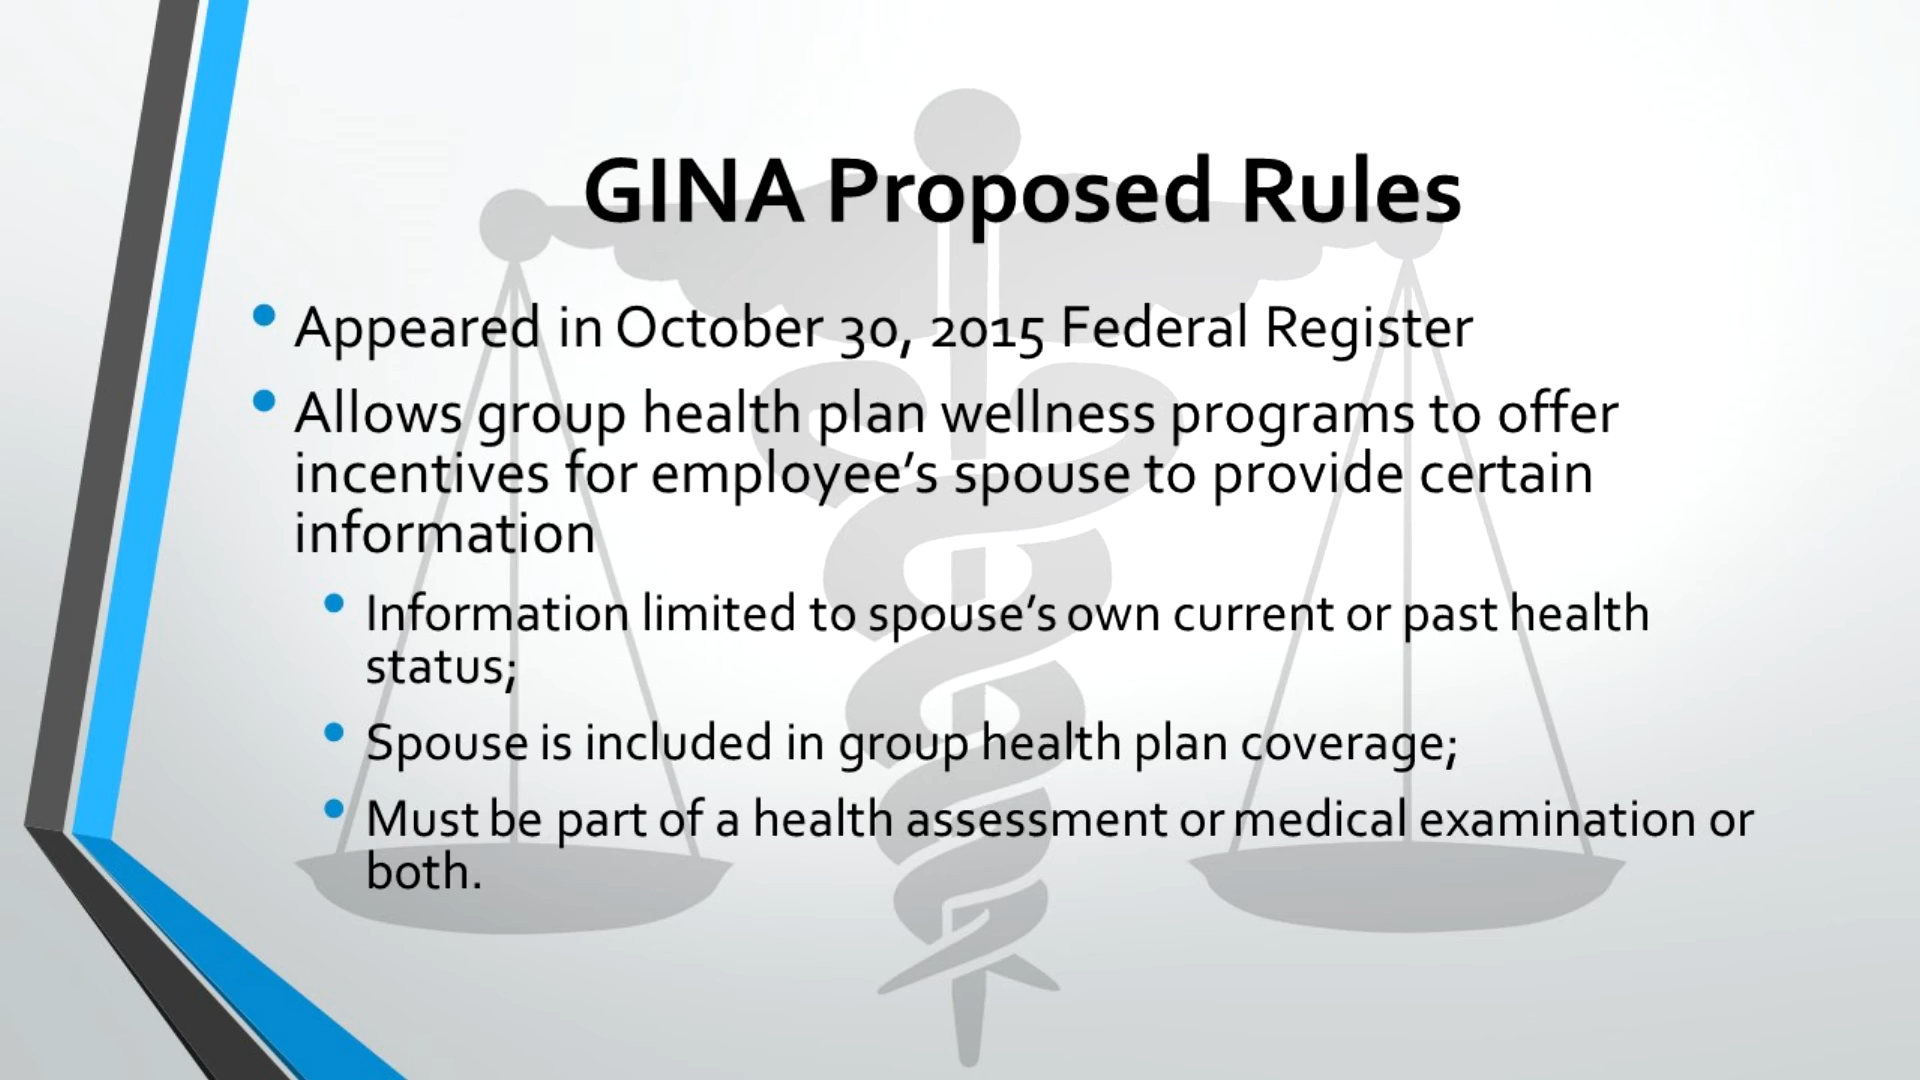 GINA Proposed Rules
• Appeared in October 30, 2015 Federal Register
• Allows group health plan wellness programs to offer
incentives for employee’s spouse to provide certain
information
• Information limited to spouse’s own current or past health
status;
• Spouse is included in group health plan coverage;
• Must be part of a health assessment or medical examination or
both.